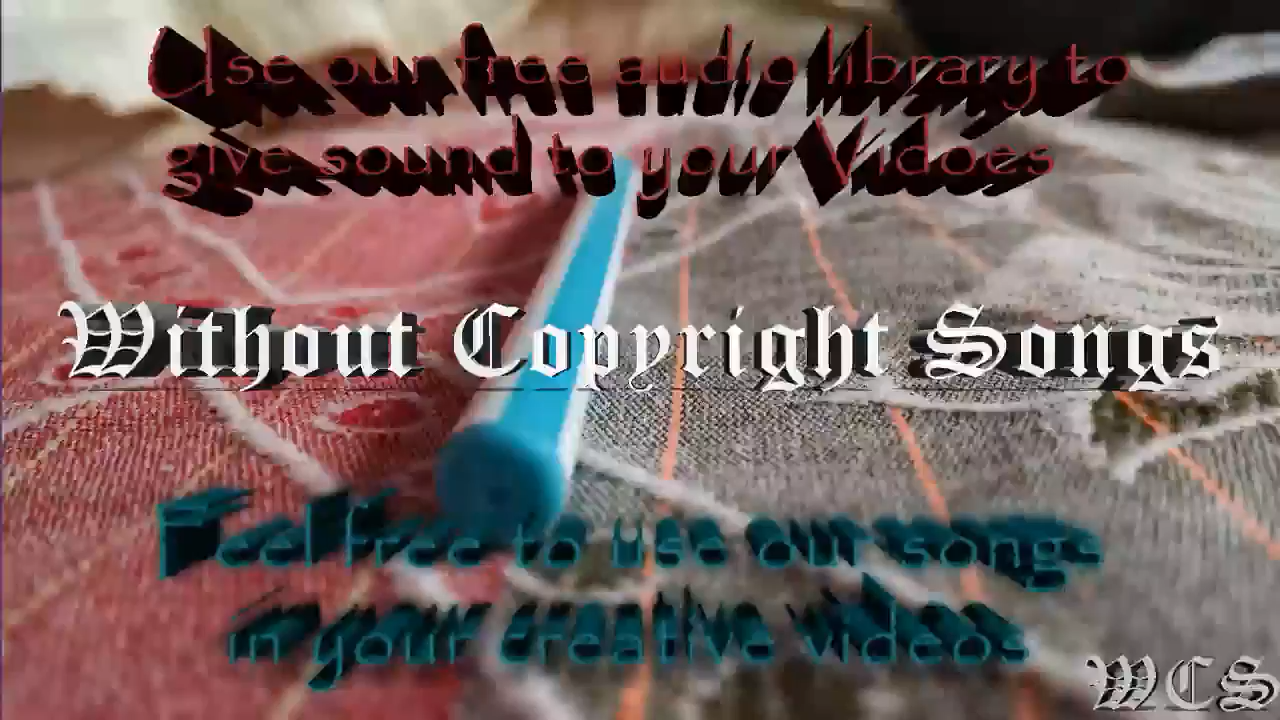 Use our free audio library to
give sound to your Vidoes
Without Copyright Songs
Feel free to use our songs
in your creative videos
WCS